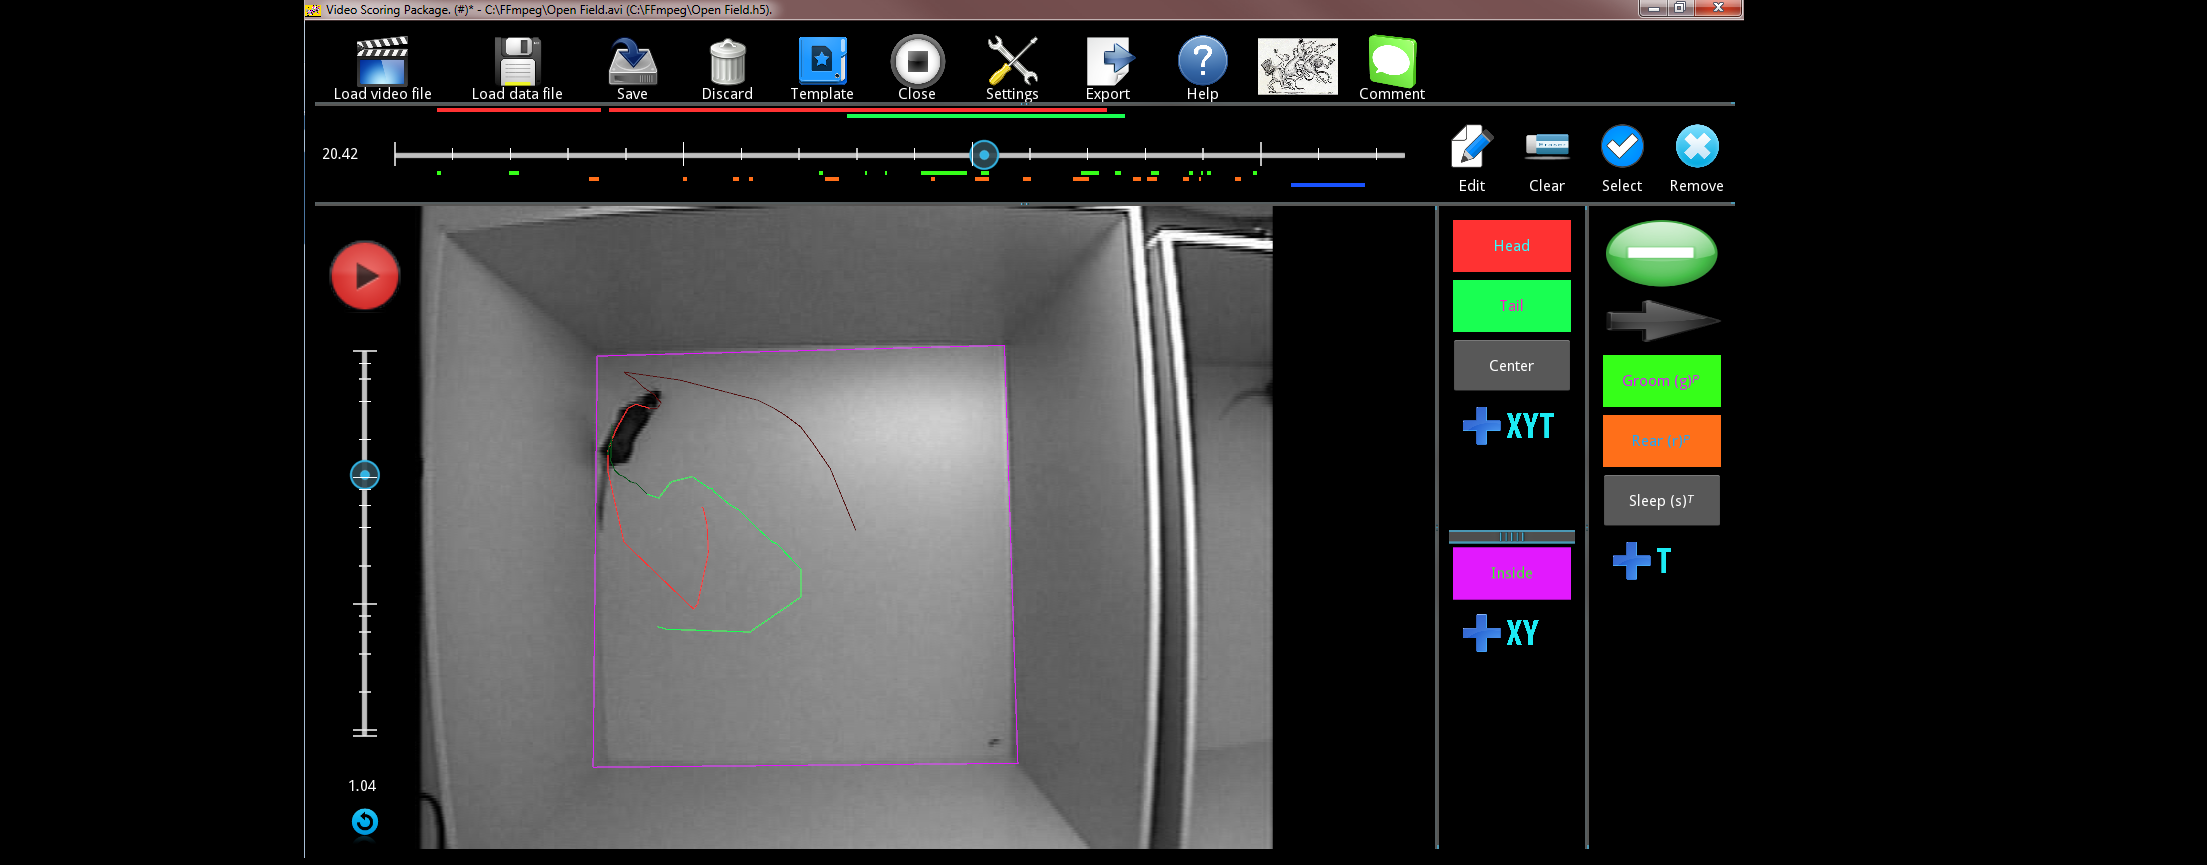 Video Scoring Package. (#)* - C:\FFmpeg\Open Field.avi (C:\FFmpeg\Open Field.h5).
Load video file
Load data file
Save
Discard
Template
Close
Settings
Export
Help
Comment
20.42
Edit
Clear
Select
Remove
Head
Tail
Center
XYT
Inside
XY
Groom (g)ᴾ
Rear (r)ᴾ
Sleep (s)ᵀ
T
1.04